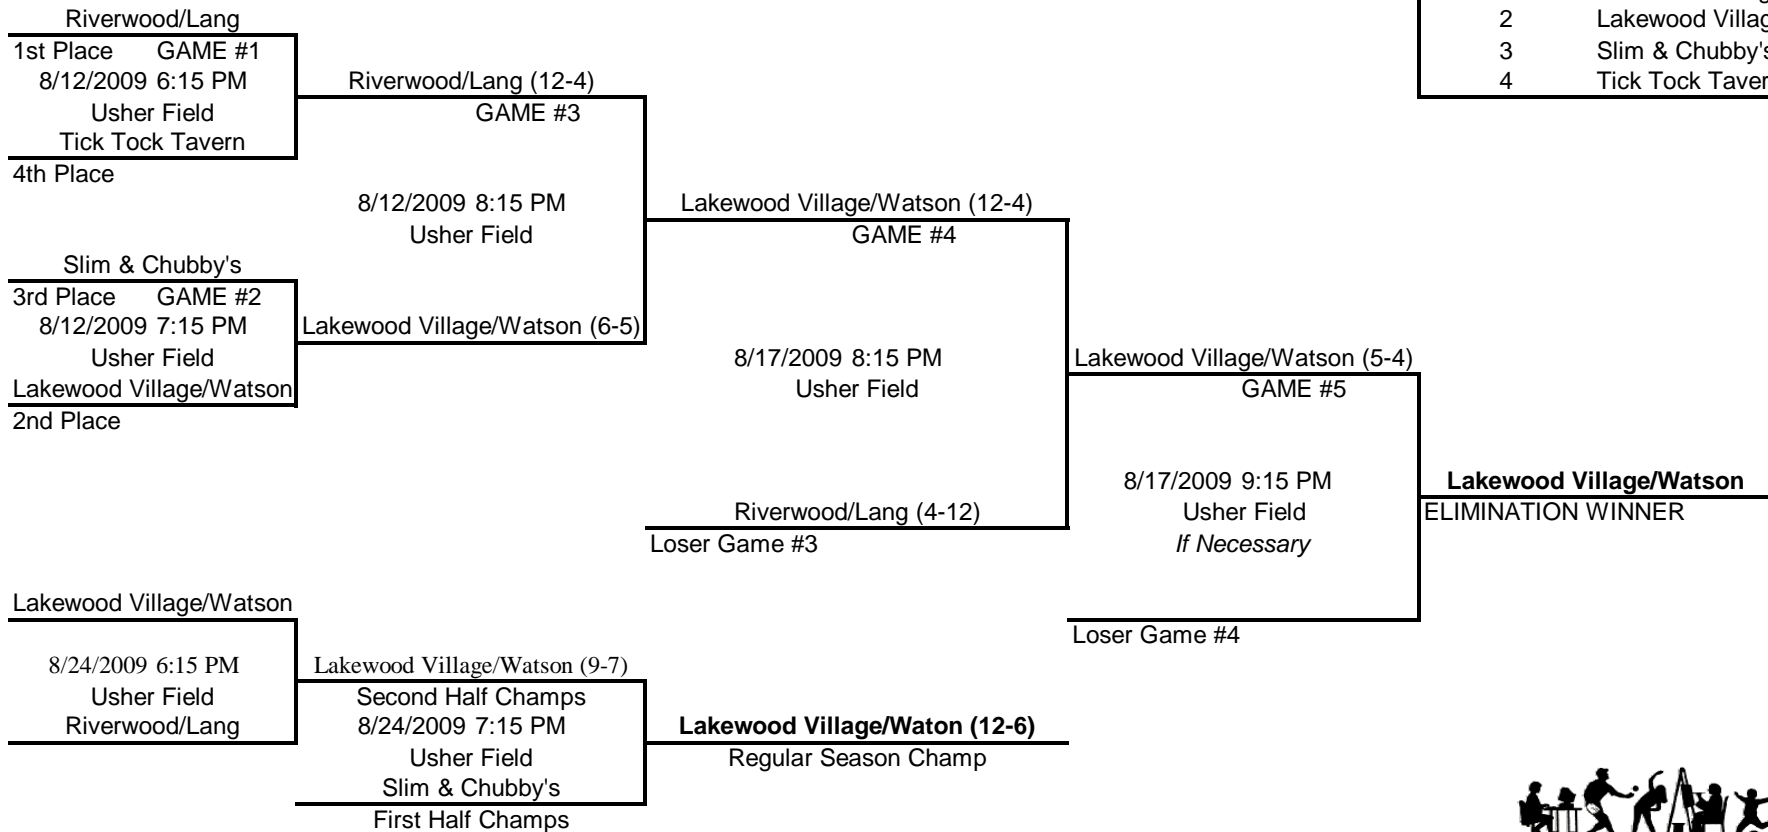 Riverwood/Lang
1st Place GAME #1
8/12/2009 6:15 PM
Usher Field
Tick Tock Tavern
4th Place
Riverwood/Lang (12-4)
GAME #3
8/12/2009 8:15 PM
Usher Field
Slim & Chubby's
3rd Place GAME #2
8/12/2009 7:15 PM
Usher Field
Lakewood Village/Watson
2nd Place
Lakewood Village/Watson (6-5)
Lakewood Village/Watson (12-4)
GAME #4
8/17/2009 8:15 PM
Usher Field
Riverwood/Lang (4-12)
Loser Game #3
Lakewood Village/Watson (5-4)
GAME #5
8/17/2009 9:15 PM
Usher Field
If Necessary
Loser Game #4
Lakewood Village/Watson
ELIMINATION WINNER
2 Lakewood Villag
3 Slim & Chubby's
4 Tick Tock Taver
Lakewood Village/Watson
8/24/2009 6:15 PM
Usher Field
Riverwood/Lang
Lakewood Village/Watson (9-7)
Second Half Champs
8/24/2009 7:15 PM
Usher Field
Slim & Chubby's
First Half Champs
Lakewood Village/Waton (12-6)
Regular Season Champ